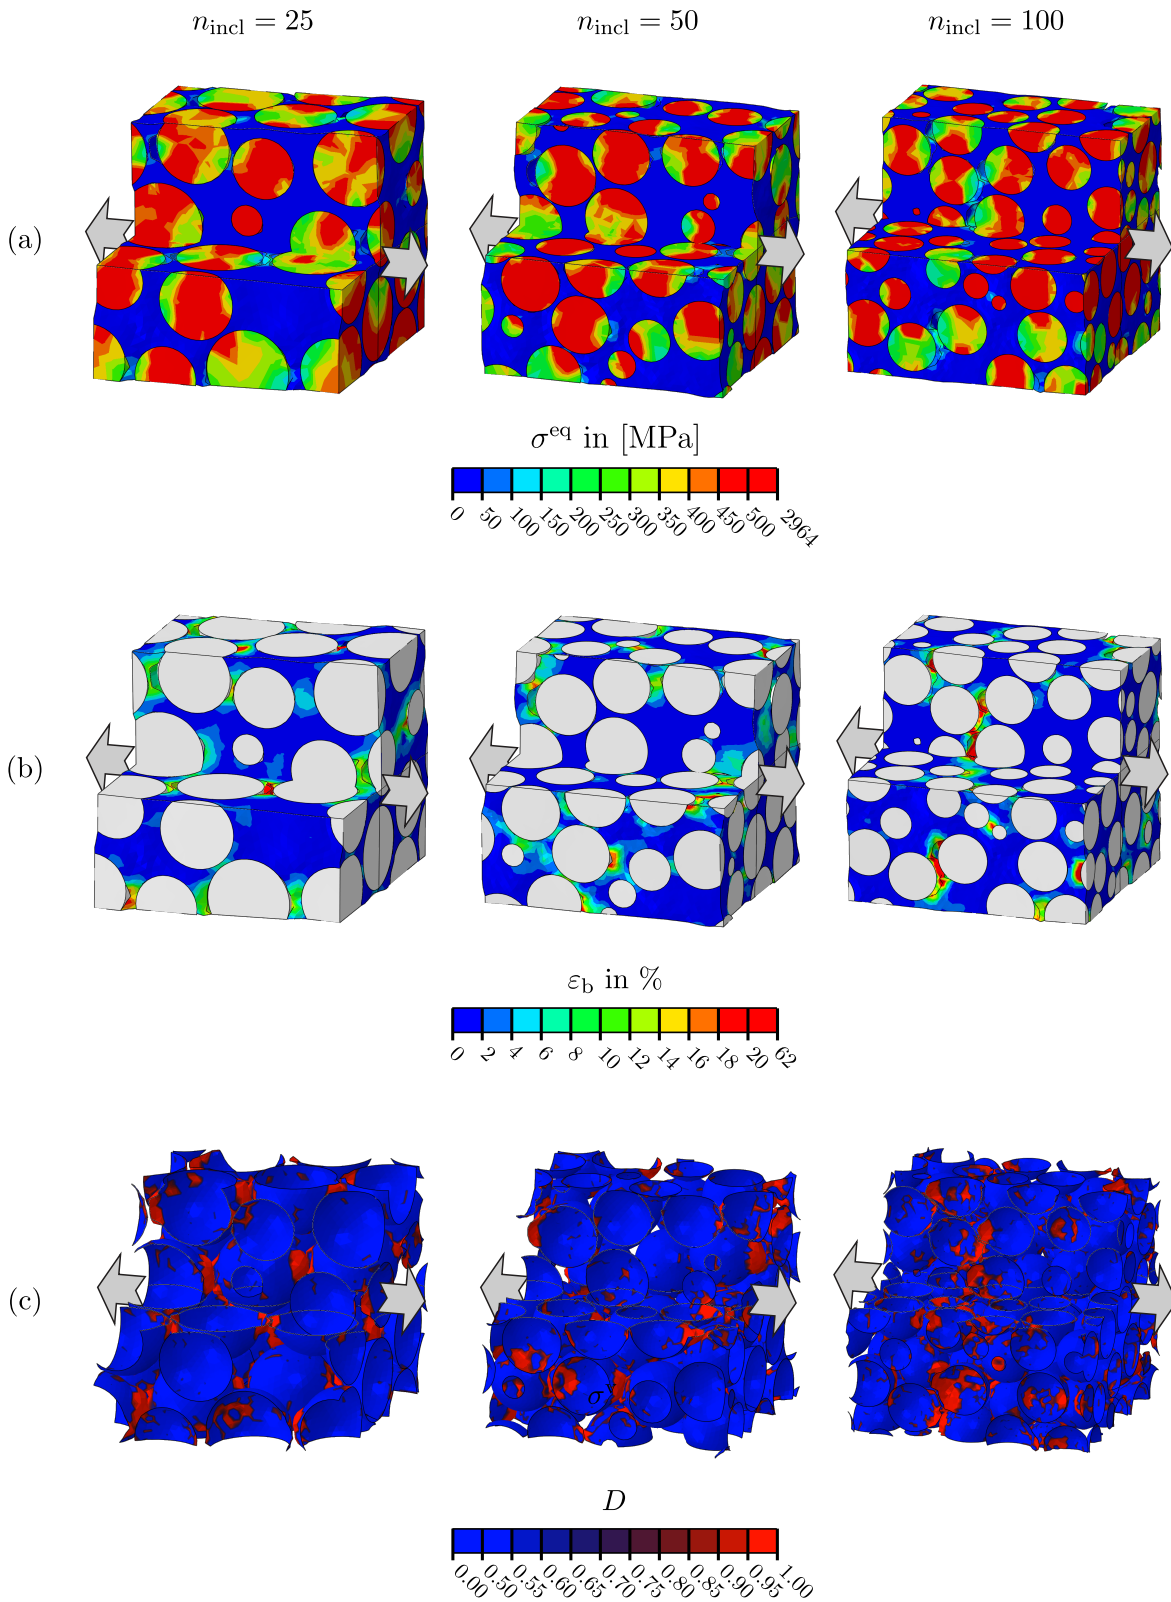 n_incl = 25 n_incl = 50 n_incl = 100
(a)
σ^eq in [MPa]
0 50 100 150 200 250 300 350 400 450 500 2964
(b)
ε_b in %
0 2 4 6 8 10 12 14 16 18 20 62
(c)
D
0.00 0.50 0.55 0.60 0.65 0.70 0.75 0.80 0.85 0.90 0.95 1.00